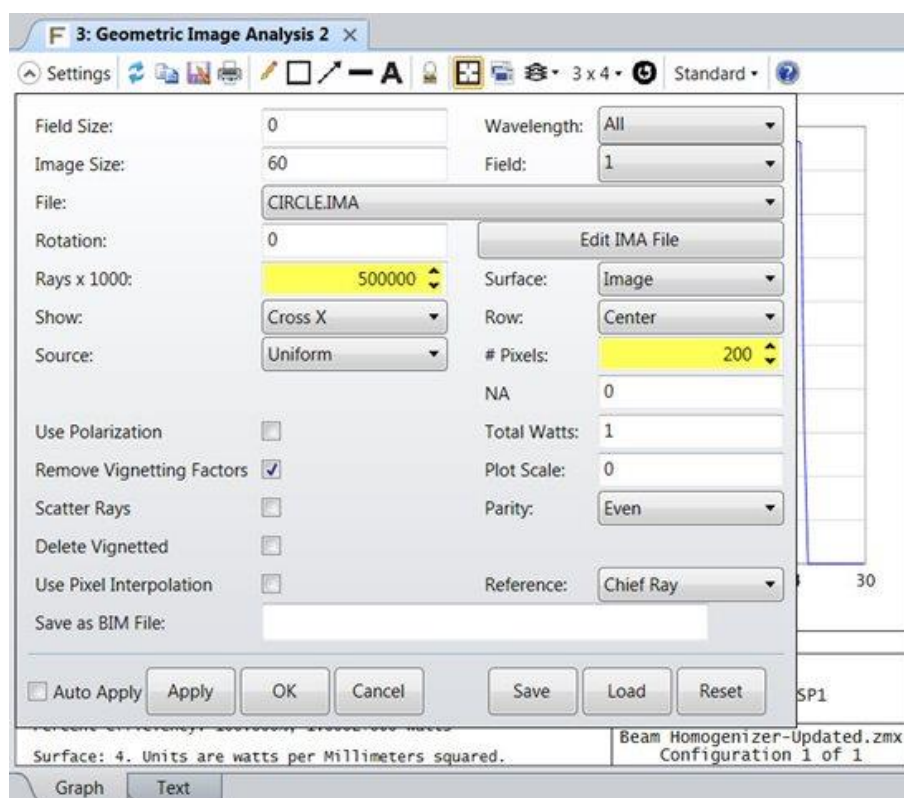 F 3: Geometric Image Analysis 2 X
Settings A 3 x 4 Standard ?
Field Size: 0 Wavelength: All
Image Size: 60 Field: 1
File: CIRCLE.IMA
Rotation: 0 Edit IMA File
Rays x 1000: 500000 Surface: Image
Show: Cross X Row: Center
Source: Uniform # Pixels: 200
NA 0
Use Polarization Total Watts: 1
Remove Vignetting Factors Plot Scale: 0
Scatter Rays Parity: Even
Delete Vignetted
Use Pixel Interpolation Reference: Chief Ray
30
Save as BIM File:
Auto Apply Apply OK Cancel Save Load Reset
SP1
Surface: 4. Units are watts per Millimeters squared.
Beam Homogenizer-Updated.zmx
Configuration 1 of 1
Graph Text